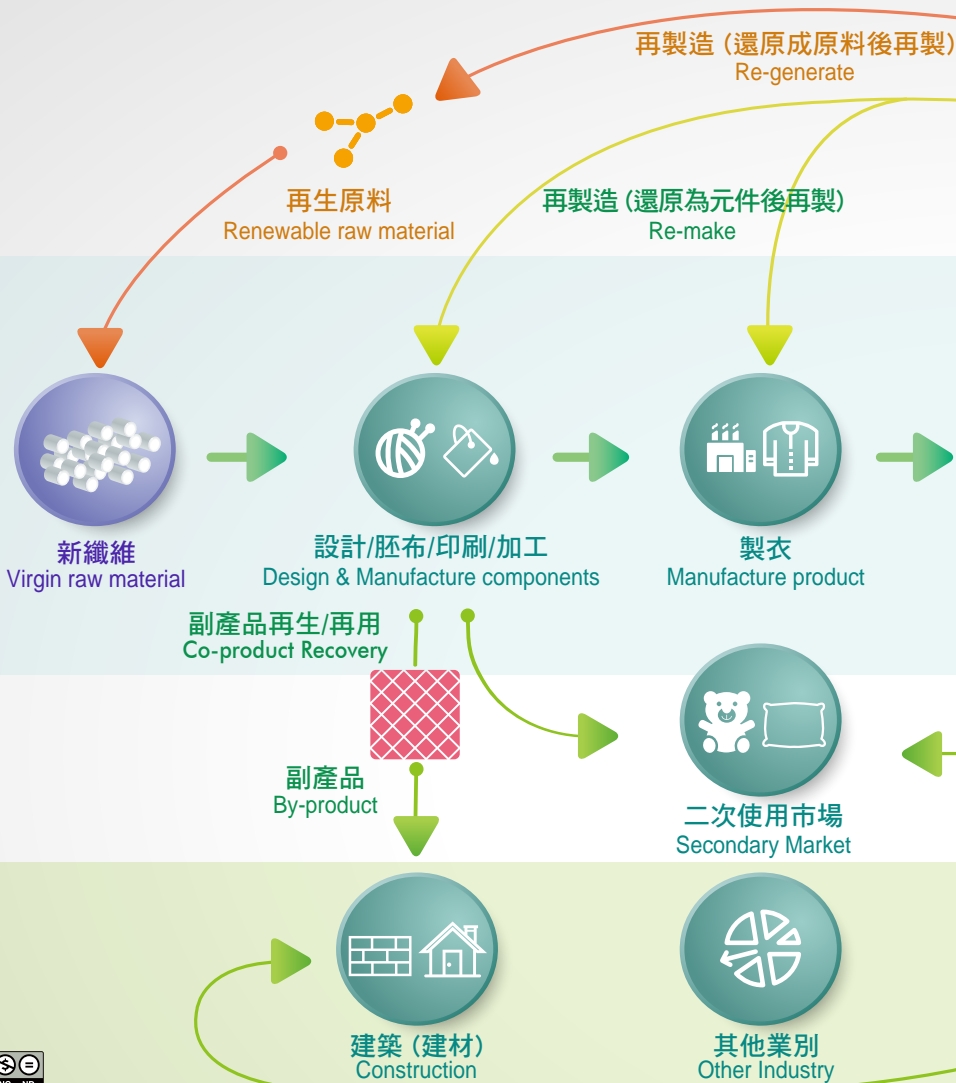 再製造 (還原成原料後再製)
Re-generate
再生原料
Renewable raw material
再製造 (還原為元件後再製)
Re-make
新纖維
Virgin raw material
設計/胚布/印刷/加工
Design & Manufacture components
製衣
Manufacture product
副產品再生/再用
Co-product Recovery
副產品
By-product
二次使用市場
Secondary Market
建築 (建材)
Construction
其他業別
Other Industry